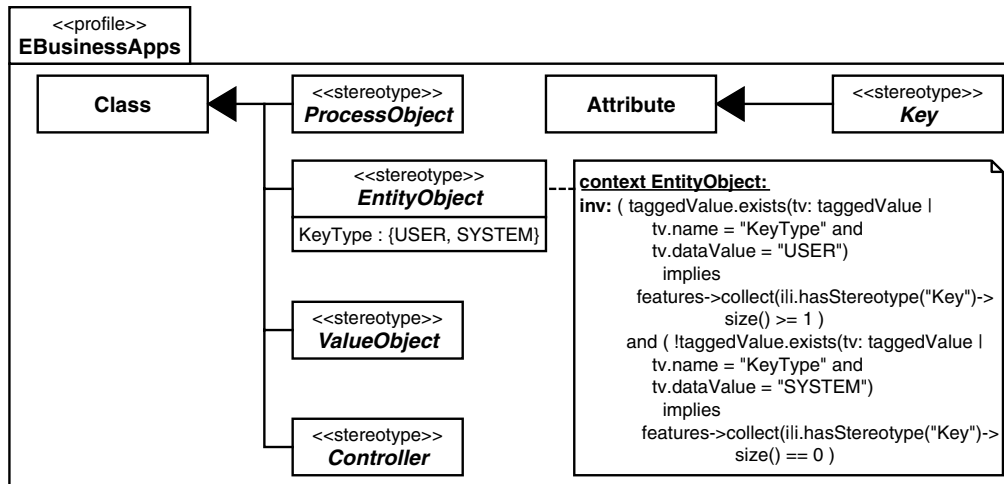 <<profile>>
EBusinessApps
Class
<<stereotype>>
ProcessObject
Attribute
<<stereotype>>
Key
<<stereotype>>
EntityObject
KeyType : {USER, SYSTEM}
context EntityObject:
inv: ( taggedValue.exists(tv: taggedValue |
tv.name = "KeyType" and
tv.dataValue = "USER")
implies
features->collect(i|i.hasStereotype("Key")->
size() >= 1 )
and ( !taggedValue.exists(tv: taggedValue |
tv.name = "KeyType" and
tv.dataValue = "SYSTEM")
implies
features->collect(i|i.hasStereotype("Key")->
size() == 0 )
<<stereotype>>
ValueObject
<<stereotype>>
Controller